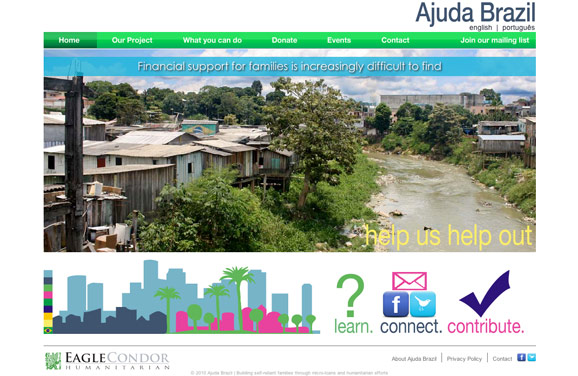 Ajuda Brazil
english | português
Home Our Project What you can do Donate Events Contact Join our mailing list
Financial support for families is increasingly difficult to find
help us help out
?
learn. connect. contribute.
EAGLECONDOR
HUMANITARIAN
About Ajuda Brazil | Privacy Policy | Contact
© 2010 Ajuda Brazil | Building self-reliant families through micro-loans and humanitarian efforts